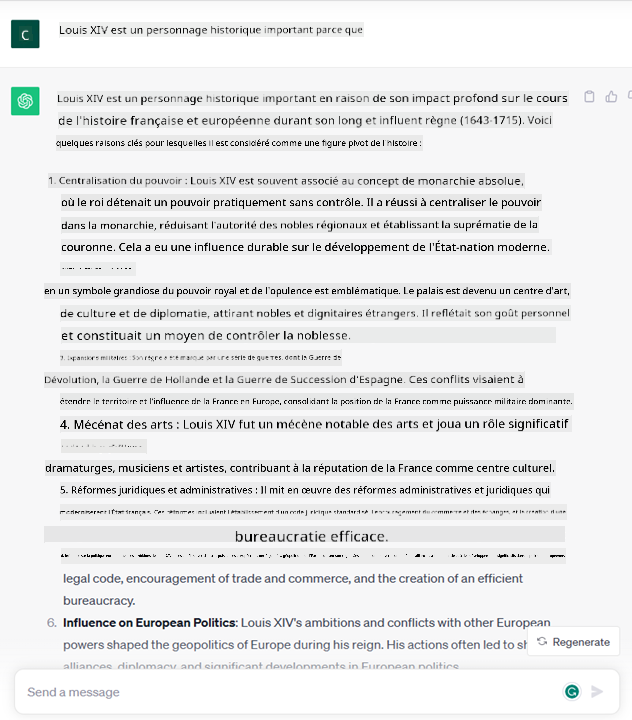 C
Louis XIV est un personnage historique important parce que
Louis XIV est un personnage historique important en raison de son impact profond sur le cours
de l'histoire française et européenne durant son long et influent règne (1643-1715). Voici
quelques raisons clés pour lesquelles il est considéré comme une figure pivot de l'histoire :
1. Centralisation du pouvoir : Louis XIV est souvent associé au concept de monarchie absolue,
où le roi détenait un pouvoir pratiquement sans contrôle. Il a réussi à centraliser le pouvoir
dans la monarchie, réduisant l'autorité des nobles régionaux et établissant la suprématie de la
couronne. Cela a eu une influence durable sur le développement de l'État-nation moderne.
en un symbole grandiose du pouvoir royal et de l'opulence est emblématique. Le palais est devenu un centre d'art,
de culture et de diplomatie, attirant nobles et dignitaires étrangers. Il reflétait son goût personnel
et constituait un moyen de contrôler la noblesse.
3. Expansions militaires : Son règne a été marqué par une série de guerres, dont la Guerre de
Dévolution, la Guerre de Hollande et la Guerre de Succession d'Espagne. Ces conflits visaient à
étendre le territoire et l'influence de la France en Europe, consolidant la position de la France comme puissance militaire dominante.
4. Mécénat des arts : Louis XIV fut un mécène notable des arts et joua un rôle significatif
dramaturges, musiciens et artistes, contribuant à la réputation de la France comme centre culturel.
5. Réformes juridiques et administratives : Il mit en œuvre des réformes administratives et juridiques qui
modernisèrent l'État français. Ces réformes incluaient l'établissement d'un code juridique standardisé, l'encouragement du commerce et des échanges, et la création d'une
bureaucratie efficace.
legal code, encouragement of trade and commerce, and the creation of an efficient
bureaucracy.
6. Influence on European Politics: Louis XIV's ambitions and conflicts with other European
powers shaped the geopolitics of Europe during his reign. His actions often led to sh
Regenerate
alliances, diplomacy, and significant developments in European politics.
Send a message